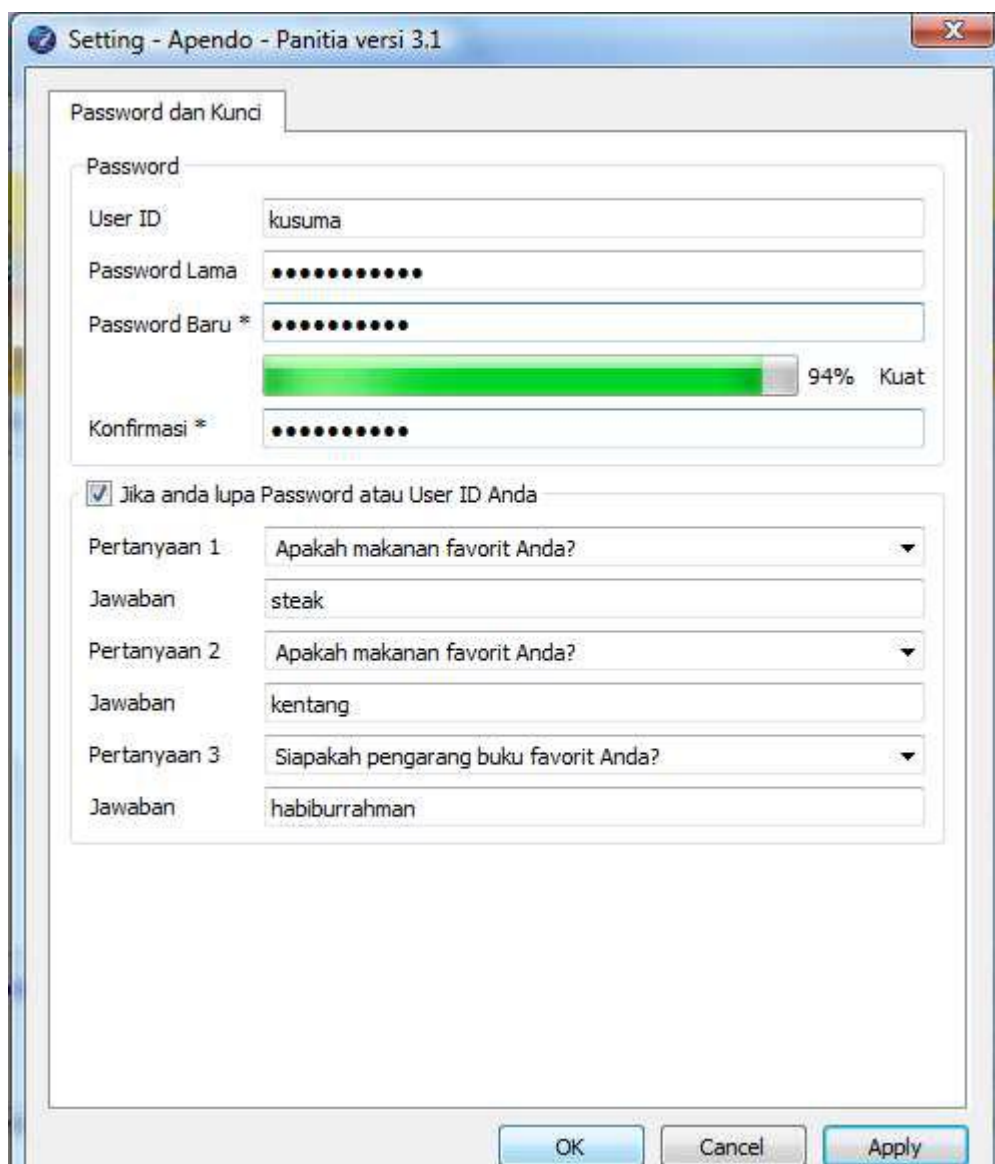 Setting - Apendo - Panitia versi 3.1
Password dan Kunci
Password
User ID kusuma
Password Lama ●●●●●●●●●●●
Password Baru * ●●●●●●●●●●
94% Kuat
Konfirmasi * ●●●●●●●●●●
Jika anda lupa Password atau User ID Anda
Pertanyaan 1 Apakah makanan favorit Anda?
Jawaban steak
Pertanyaan 2 Apakah makanan favorit Anda?
Jawaban kentang
Pertanyaan 3 Siapakah pengarang buku favorit Anda?
Jawaban habiburrahman
OK Cancel Apply